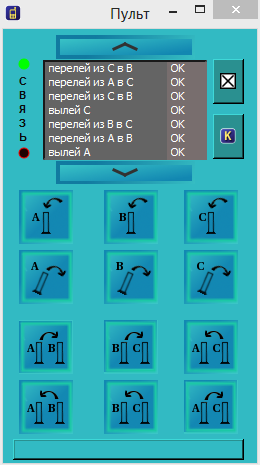 Пульт
СВЯЗЬ
перелей из С в В OK
перелей из А в С OK
перелей из С в В OK
вылей С OK
перелей из В в С OK
перелей из А в В OK
вылей А OK
K
A B C
A B C
A B B C A C
A B B C A C